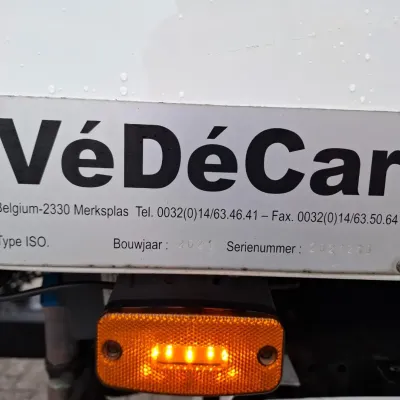 VéDéCar
Belgium-2330 Merksplas Tel. 0032(0)14/63.46.41 – Fax. 0032(0)14/63.50.64
Type ISO. Bouwjaar : Serienummer :